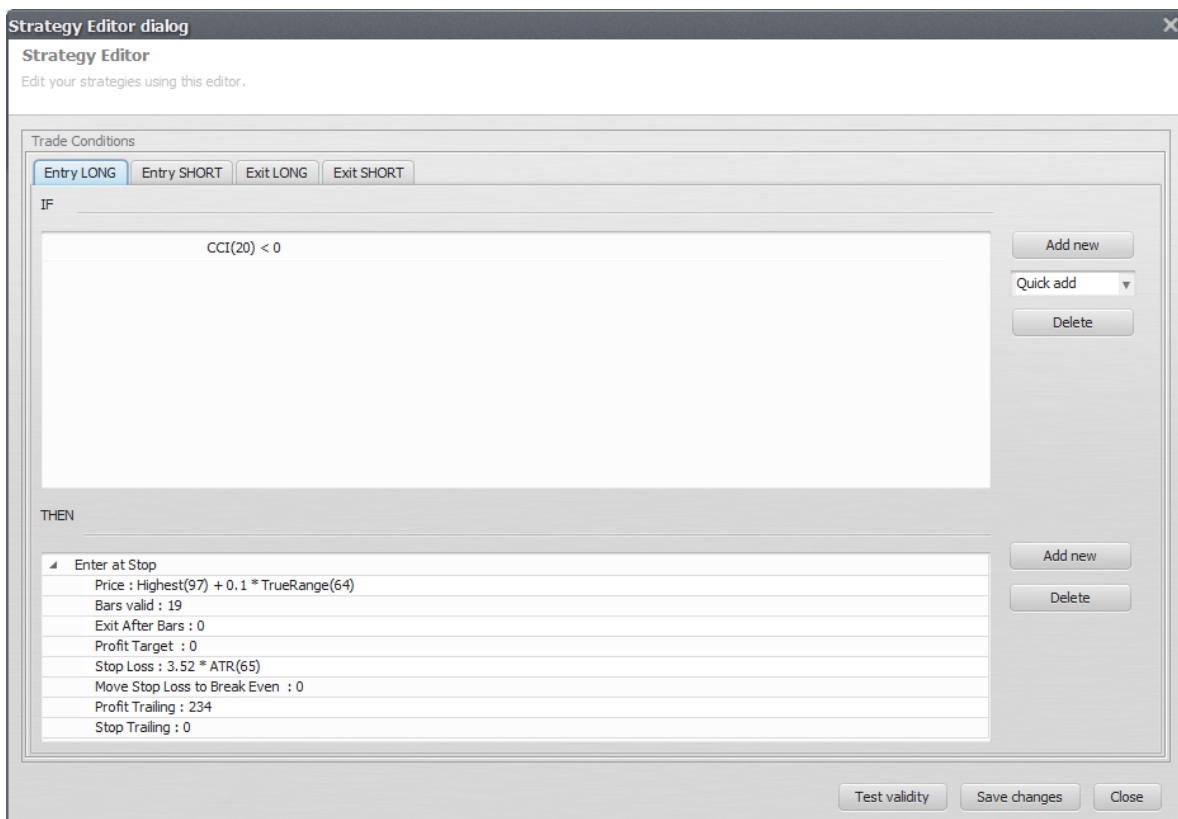 Strategy Editor dialog
Strategy Editor
Edit your strategies using this editor.
Trade Conditions
Entry LONG Entry SHORT Exit LONG Exit SHORT
IF
CCI(20) < 0
Add new
Quick add
Delete
THEN
Enter at Stop
Price : Highest(97) + 0.1 * TrueRange(64)
Bars valid : 19
Exit After Bars : 0
Profit Target : 0
Stop Loss : 3.52 * ATR(65)
Move Stop Loss to Break Even : 0
Profit Trailing : 234
Stop Trailing : 0
Add new
Delete
Test validity Save changes Close